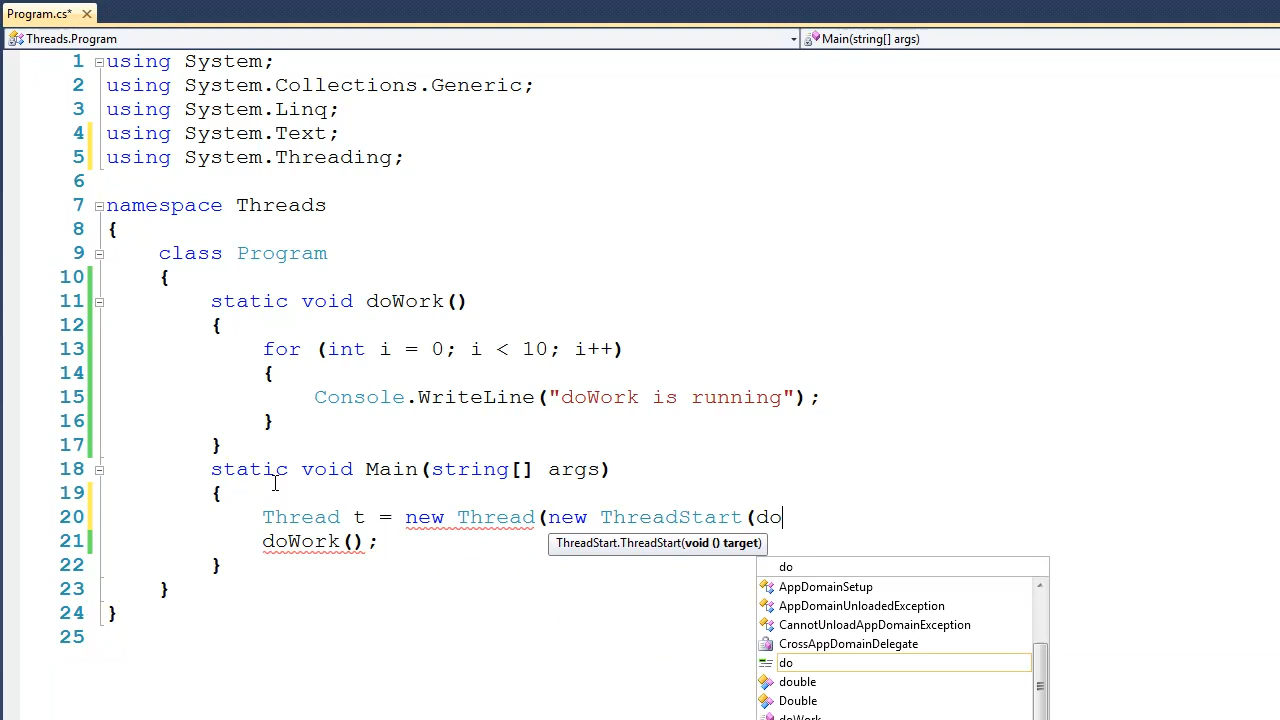 Program.cs*
Threads.Program Main(string[] args)
1 using System;
2 using System.Collections.Generic;
3 using System.Linq;
4 using System.Text;
5 using System.Threading;
6
7 namespace Threads
8 {
9 class Program
10 {
11 static void doWork()
12 {
13 for (int i = 0; i < 10; i++)
14 {
15 Console.WriteLine("doWork is running");
16 }
17 }
18 static void Main(string[] args)
19 {
20 Thread t = new Thread(new ThreadStart(do
21 doWork();
ThreadStart.ThreadStart(void () target)
22 }
23 }
24 }
25
do
AppDomainSetup
AppDomainUnloadedException
CannotUnloadAppDomainException
CrossAppDomainDelegate
do
double
Double
doWork